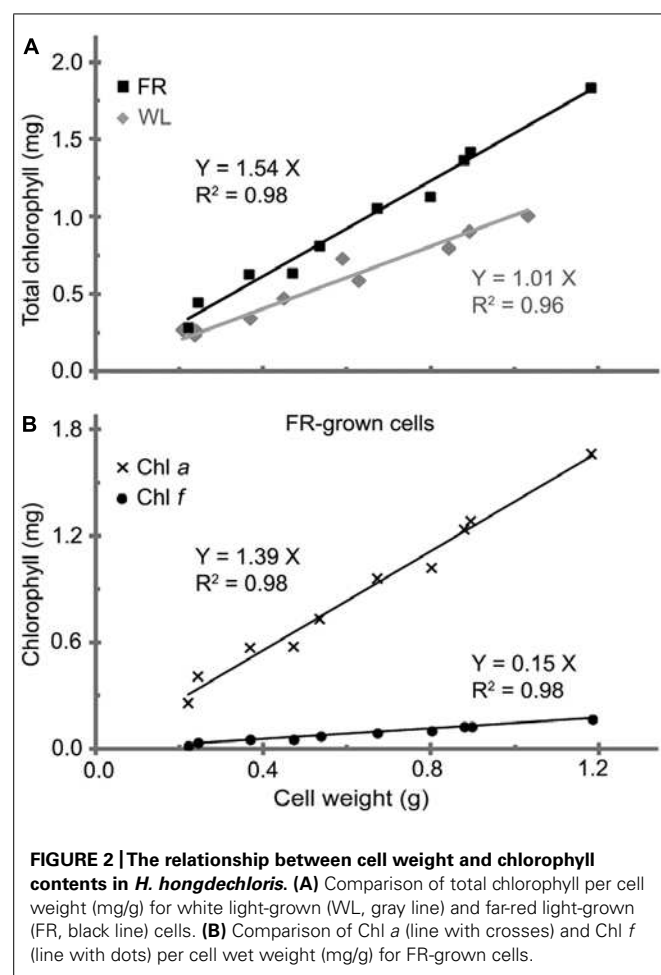 A
2.0
FR
WL
1.5
Y = 1.54 X
R² = 0.98
1.0
Y = 1.01 X
R² = 0.96
0.5
0.0
Total chlorophyll (mg)
B
FR-grown cells
1.8
Chl a
Chl f
1.2
Y = 1.39 X
R² = 0.98
0.6
Y = 0.15 X
R² = 0.98
0.0
Chlorophyll (mg)
0.0 0.4 0.8 1.2
Cell weight (g)
FIGURE 2 | The relationship between cell weight and chlorophyll
contents in H. hongdechloris. (A) Comparison of total chlorophyll per cell
weight (mg/g) for white light-grown (WL, gray line) and far-red light-grown
(FR, black line) cells. (B) Comparison of Chl a (line with crosses) and Chl f
(line with dots) per cell wet weight (mg/g) for FR-grown cells.